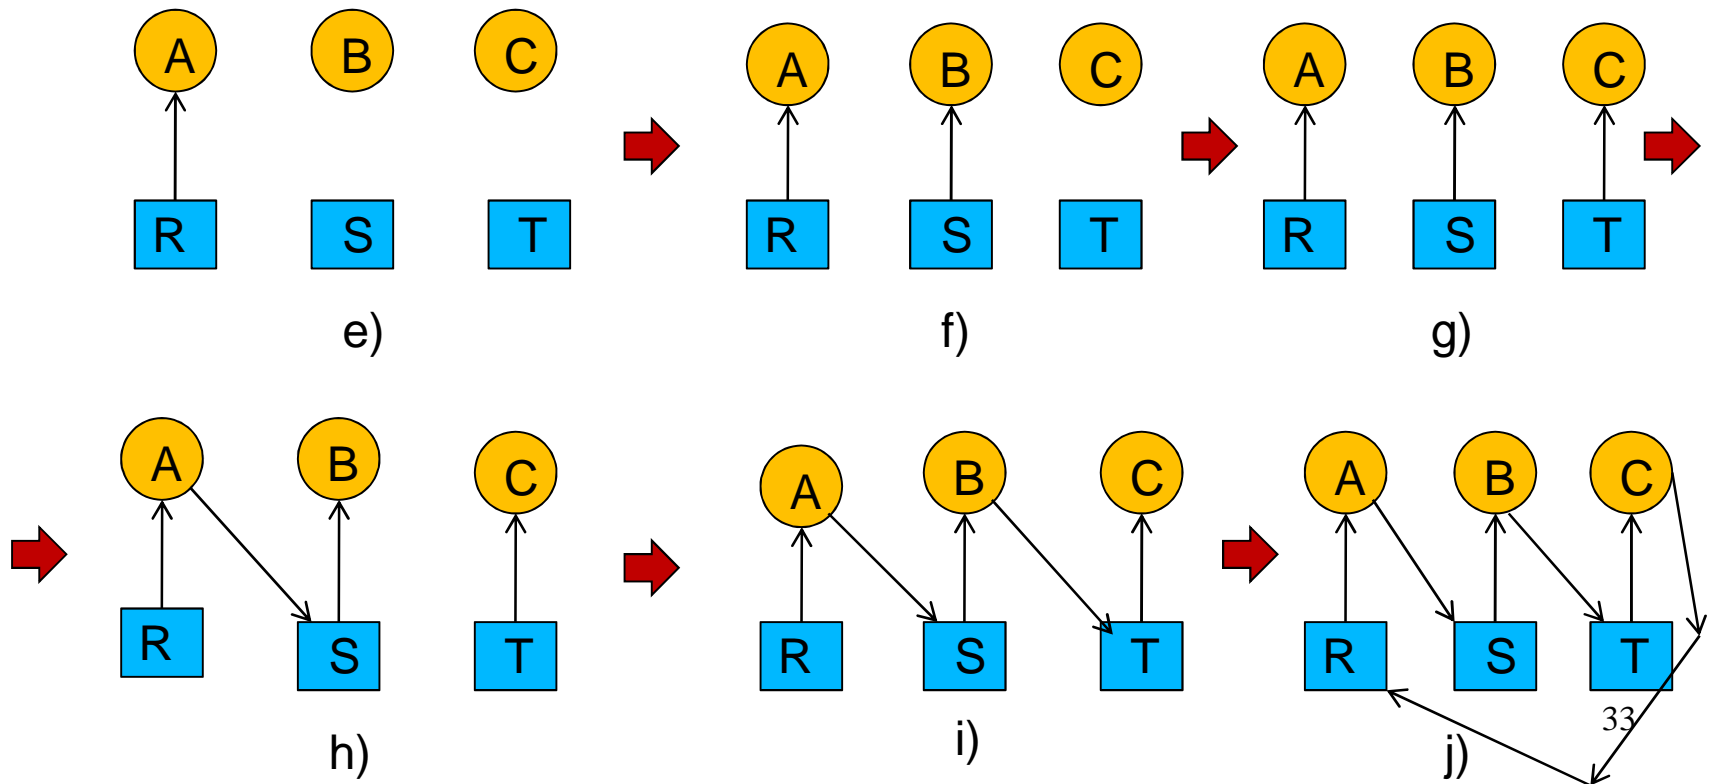 A B C A B C A B C
R S T R S T R S T
e) f) g)
A B C A B C A B C
R S T R S T R S T
33
h) i) j)